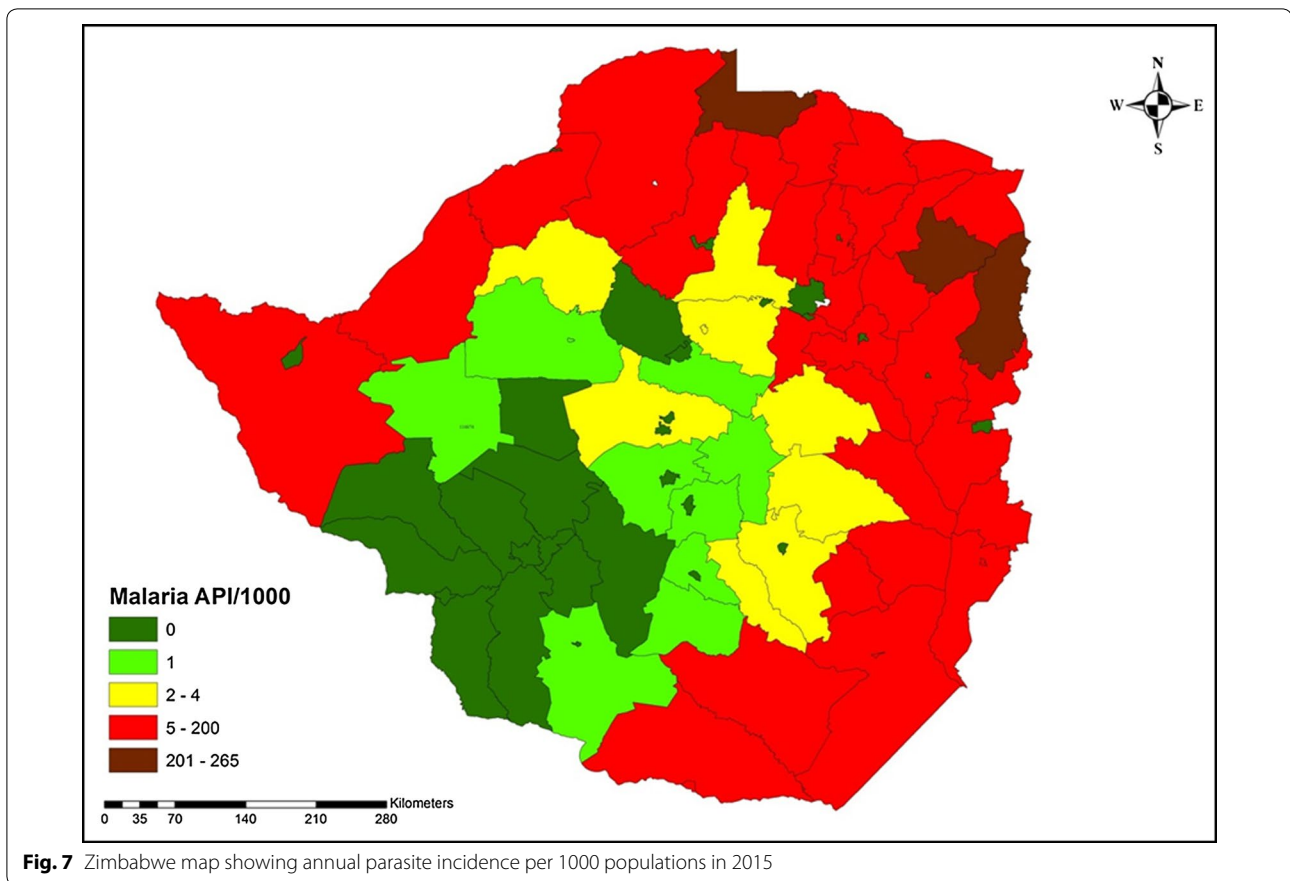 N
W E
S
Malaria API/1000
0
1
2 - 4
5 - 200
201 - 265
Kilometers
0 35 70 140 210 280
Fig. 7 Zimbabwe map showing annual parasite incidence per 1000 populations in 2015